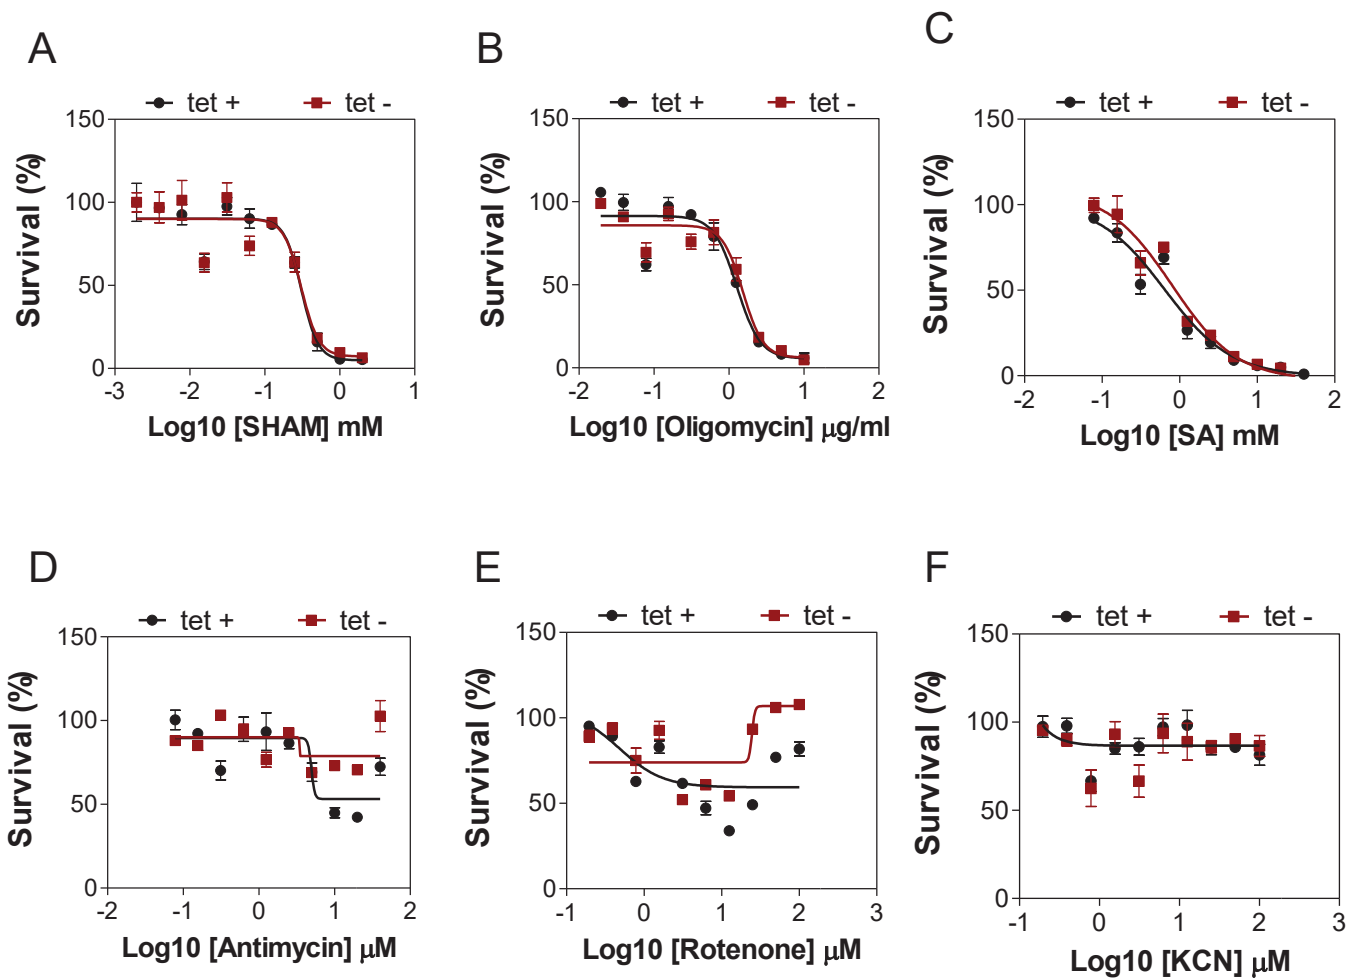 A
tet +
tet -
Survival (%)
150
100
50
0
-3
-2
-1
0
1
Log10 [SHAM] mM
B
tet +
tet -
Survival (%)
150
100
50
0
-2
-1
0
1
2
Log10 [Oligomycin] μg/ml
C
tet +
tet -
Survival (%)
150
100
50
0
-2
-1
0
1
2
Log10 [SA] mM
D
tet +
tet -
Survival (%)
150
100
50
0
-2
-1
0
1
2
Log10 [Antimycin] μM
E
tet +
tet -
Survival (%)
150
100
50
0
-1
0
1
2
3
Log10 [Rotenone] μM
F
tet +
tet -
Survival (%)
150
100
50
0
-1
0
1
2
3
Log10 [KCN] μM